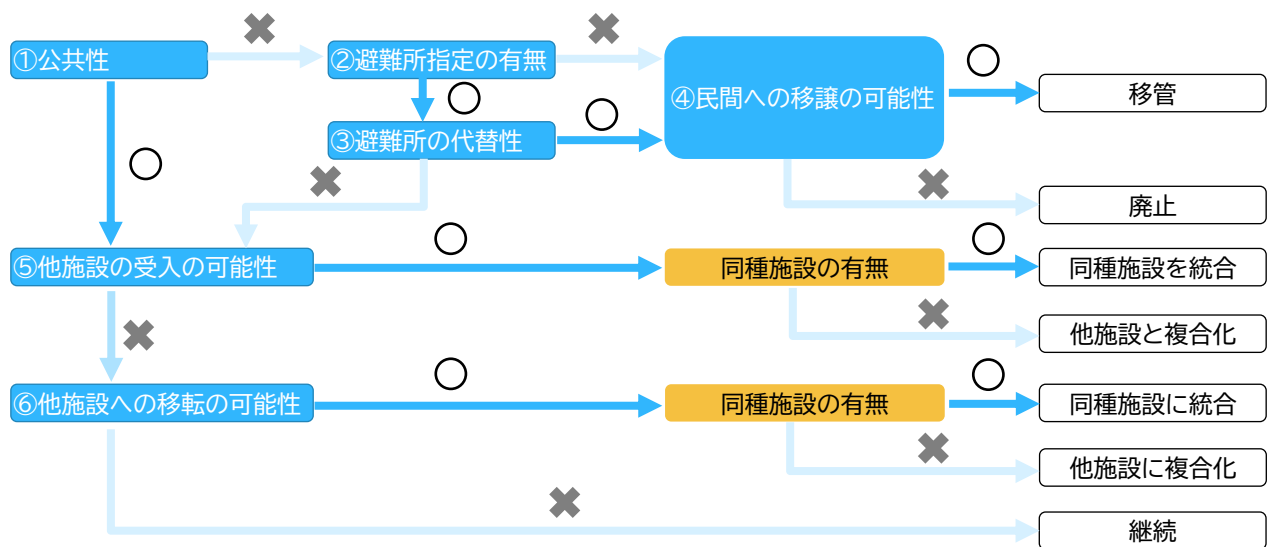 ①公共性
②避難所指定の有無
③避難所の代替性
④民間への移譲の可能性
移管
廃止
⑤他施設の受入の可能性
同種施設の有無
同種施設を統合
他施設と複合化
⑥他施設への移転の可能性
同種施設の有無
同種施設に統合
他施設に複合化
継続